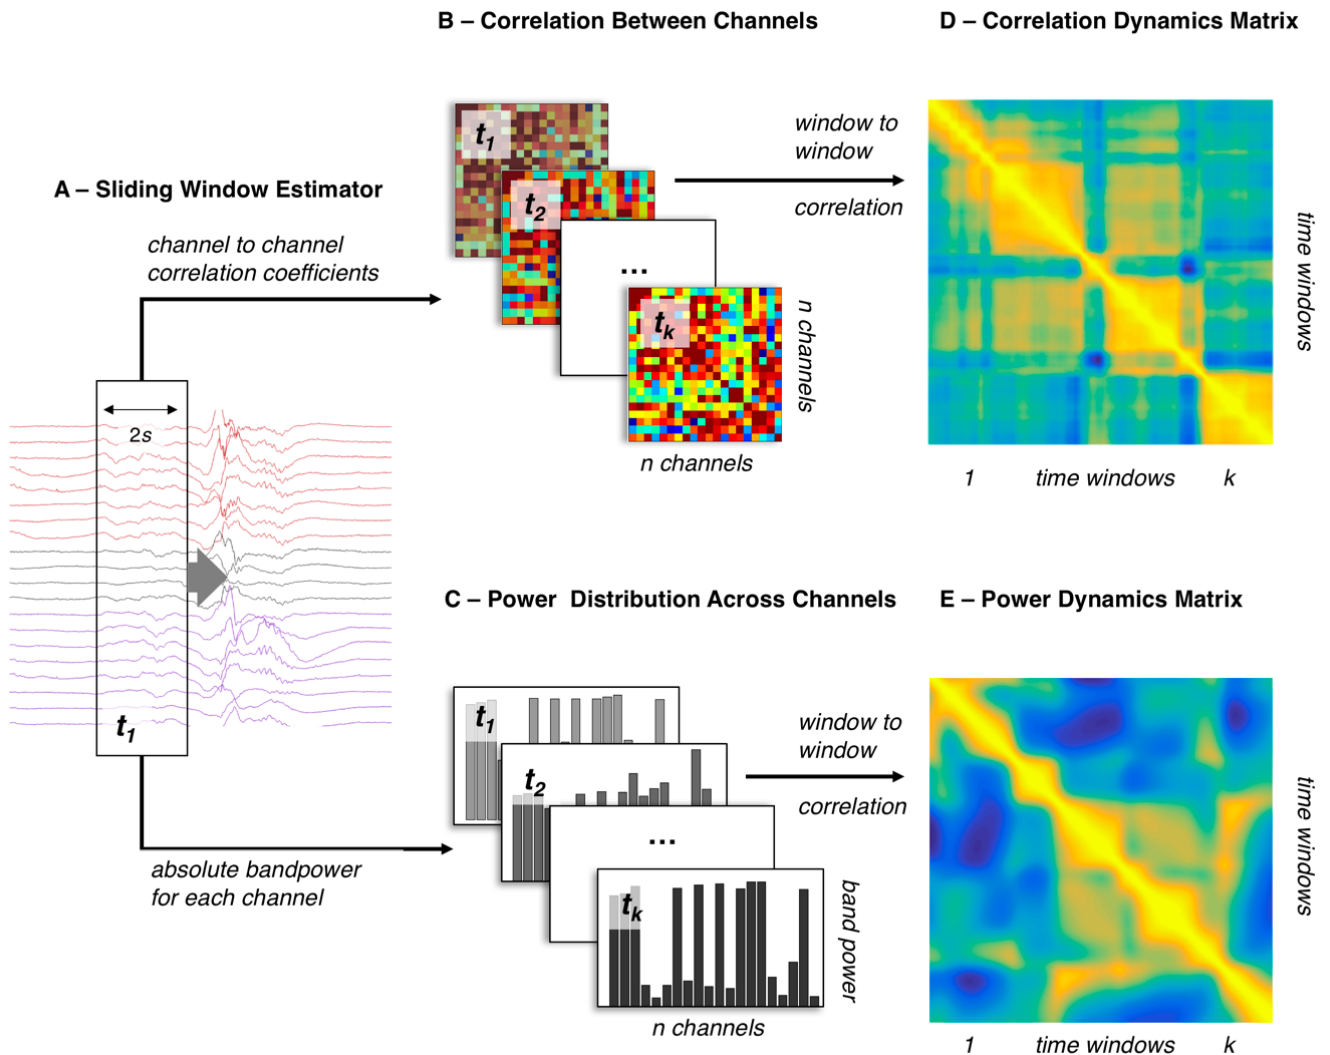 B – Correlation Between Channels
D – Correlation Dynamics Matrix
A – Sliding Window Estimator
channel to channel
correlation coefficients
2s
t1
t1
t2
...
tk
n channels
n channels
window to
window
correlation
time windows
1 time windows k
C – Power Distribution Across Channels
E – Power Dynamics Matrix
absolute bandpower
for each channel
t1
t2
...
tk
band power
n channels
window to
window
correlation
time windows
1 time windows k